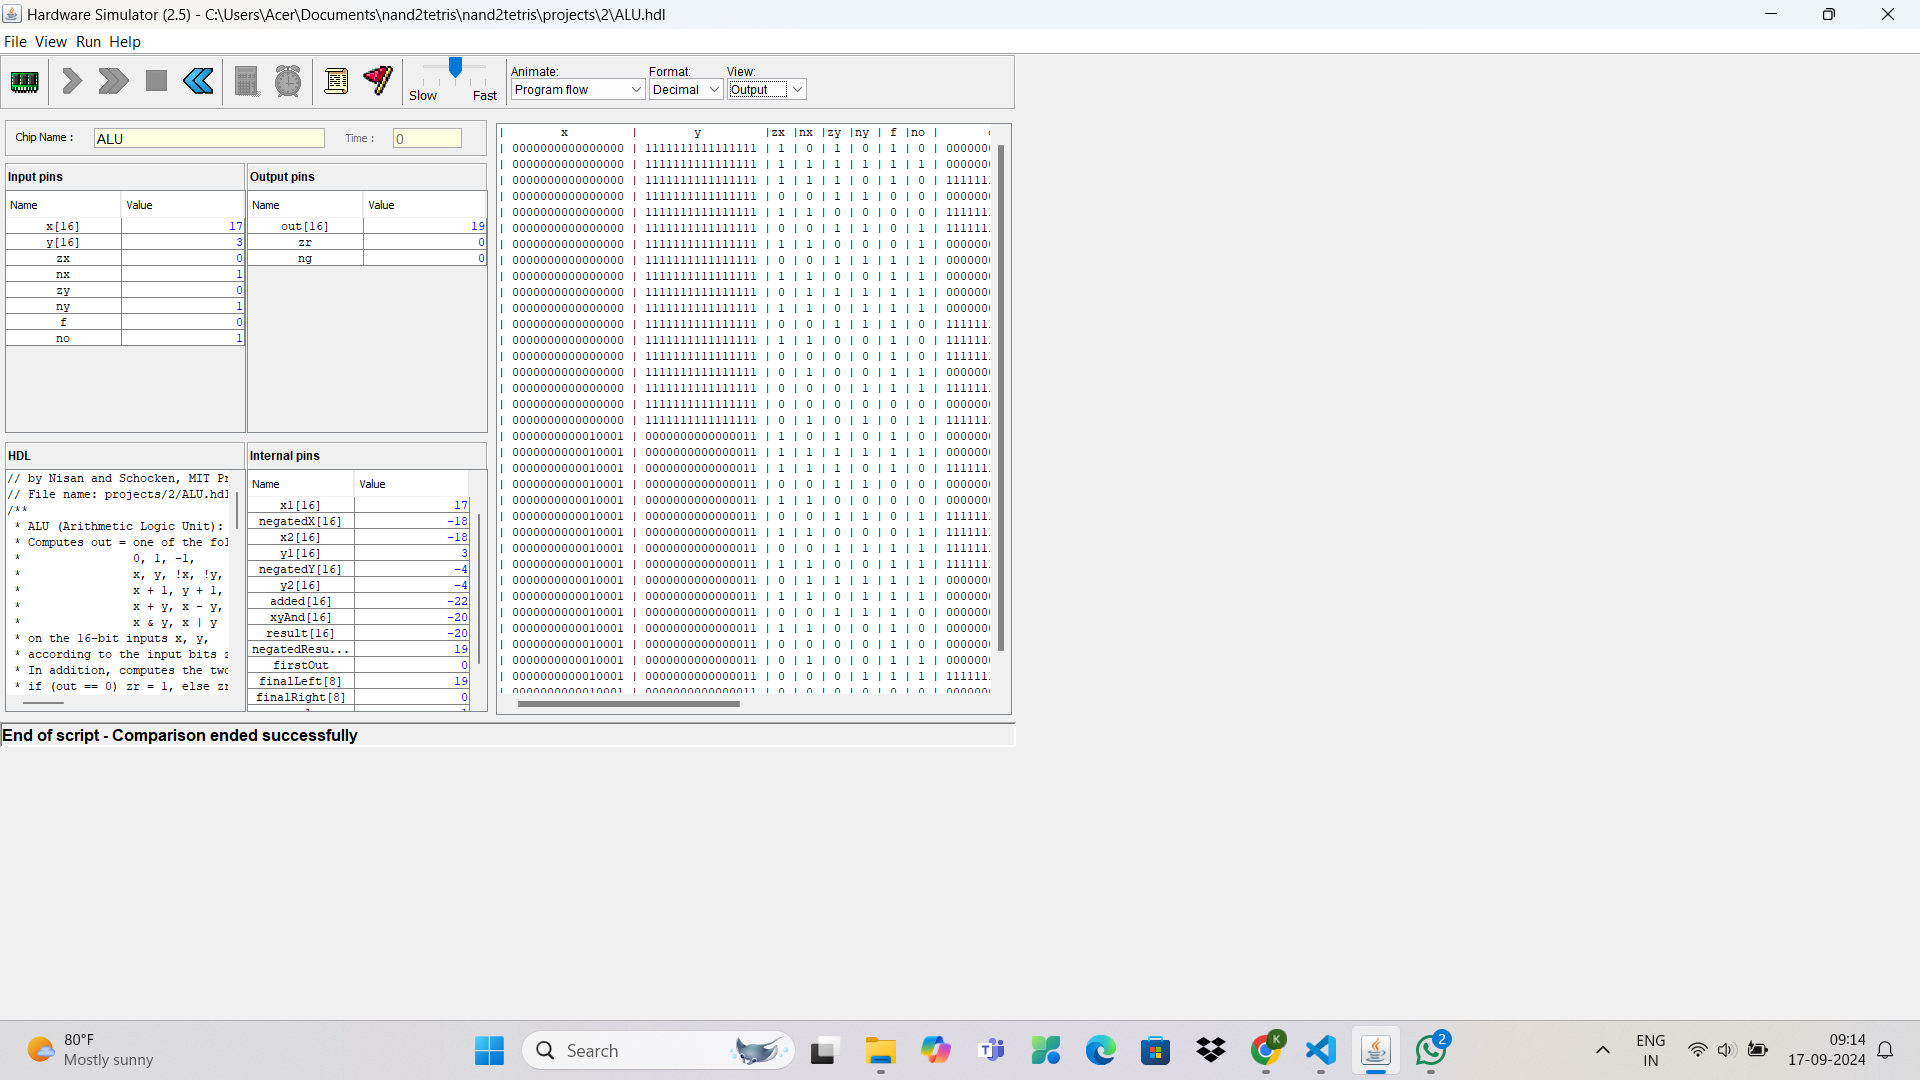 Hardware Simulator (2.5) - C:\Users\Acer\Documents\nand2tetris\nand2tetris\projects\2\ALU.hdl
File View Run Help
Slow Fast
Animate: Format: View:
Program flow Decimal Output
Chip Name : ALU Time : 0
Input pins
Name Value
x[16] 17
y[16] 3
zx 0
nx 1
zy 0
ny 1
f 0
no 1
Output pins
Name Value
out[16] 19
zr 0
ng 0
HDL
// by Nisan and Schocken, MIT Pr
// File name: projects/2/ALU.hdl
/**
* ALU (Arithmetic Logic Unit):
* Computes out = one of the fol
* 0, 1, -1,
* x, y, !x, !y,
* x + 1, y + 1,
* x + y, x - y,
* x & y, x | y
* on the 16-bit inputs x, y,
* according to the input bits z
* In addition, computes the two
* if (out == 0) zr = 1, else zr
Internal pins
Name Value
x1[16] 17
negatedX[16] -18
x2[16] -18
y1[16] 3
negatedY[16] -4
y2[16] -4
added[16] -22
xyAnd[16] -20
result[16] -20
negatedResu... 19
firstOut 0
finalLeft[8] 19
finalRight[8] 0
| x | y |zx |nx |zy |ny | f |no |
| 0000000000000000 | 1111111111111111 | 1 | 0 | 1 | 0 | 1 | 0 | 000000
| 0000000000000000 | 1111111111111111 | 1 | 1 | 1 | 1 | 1 | 1 | 000000
| 0000000000000000 | 1111111111111111 | 1 | 1 | 1 | 0 | 1 | 0 | 111111
| 0000000000000000 | 1111111111111111 | 0 | 0 | 1 | 1 | 0 | 0 | 000000
| 0000000000000000 | 1111111111111111 | 1 | 1 | 0 | 0 | 0 | 0 | 111111
| 0000000000000000 | 1111111111111111 | 0 | 0 | 1 | 1 | 0 | 1 | 111111
| 0000000000000000 | 1111111111111111 | 1 | 1 | 0 | 0 | 0 | 1 | 000000
| 0000000000000000 | 1111111111111111 | 0 | 0 | 1 | 1 | 1 | 1 | 000000
| 0000000000000000 | 1111111111111111 | 1 | 1 | 0 | 0 | 1 | 1 | 000000
| 0000000000000000 | 1111111111111111 | 0 | 1 | 1 | 1 | 1 | 1 | 000000
| 0000000000000000 | 1111111111111111 | 1 | 1 | 0 | 1 | 1 | 1 | 000000
| 0000000000000000 | 1111111111111111 | 0 | 0 | 1 | 1 | 1 | 0 | 111111
| 0000000000000000 | 1111111111111111 | 1 | 1 | 0 | 0 | 1 | 0 | 111111
| 0000000000000000 | 1111111111111111 | 0 | 0 | 0 | 0 | 1 | 0 | 111111
| 0000000000000000 | 1111111111111111 | 0 | 1 | 0 | 0 | 1 | 1 | 000000
| 0000000000000000 | 1111111111111111 | 0 | 0 | 0 | 1 | 1 | 1 | 111111
| 0000000000000000 | 1111111111111111 | 0 | 0 | 0 | 0 | 0 | 0 | 000000
| 0000000000000000 | 1111111111111111 | 0 | 1 | 0 | 1 | 0 | 1 | 111111
| 0000000000010001 | 0000000000000011 | 1 | 0 | 1 | 0 | 1 | 0 | 000000
| 0000000000010001 | 0000000000000011 | 1 | 1 | 1 | 1 | 1 | 1 | 000000
| 0000000000010001 | 0000000000000011 | 1 | 1 | 1 | 0 | 1 | 0 | 111111
| 0000000000010001 | 0000000000000011 | 0 | 0 | 1 | 1 | 0 | 0 | 000000
| 0000000000010001 | 0000000000000011 | 1 | 1 | 0 | 0 | 0 | 0 | 000000
| 0000000000010001 | 0000000000000011 | 0 | 0 | 1 | 1 | 0 | 1 | 111111
| 0000000000010001 | 0000000000000011 | 1 | 1 | 0 | 0 | 0 | 1 | 111111
| 0000000000010001 | 0000000000000011 | 0 | 0 | 1 | 1 | 1 | 1 | 111111
| 0000000000010001 | 0000000000000011 | 1 | 1 | 0 | 0 | 1 | 1 | 111111
| 0000000000010001 | 0000000000000011 | 0 | 1 | 1 | 1 | 1 | 1 | 000000
| 0000000000010001 | 0000000000000011 | 1 | 1 | 0 | 1 | 1 | 1 | 000000
| 0000000000010001 | 0000000000000011 | 0 | 0 | 1 | 1 | 1 | 0 | 000000
| 0000000000010001 | 0000000000000011 | 1 | 1 | 0 | 0 | 1 | 0 | 000000
| 0000000000010001 | 0000000000000011 | 0 | 0 | 0 | 0 | 1 | 0 | 000000
| 0000000000010001 | 0000000000000011 | 0 | 1 | 0 | 0 | 1 | 1 | 000000
| 0000000000010001 | 0000000000000011 | 0 | 0 | 0 | 1 | 1 | 1 | 111111
| 0000000000010001 | 0000000000000011 | 0 | 0 | 0 | 0 | 0 | 0 | 000000
End of script - Comparison ended successfully
80°F
Mostly sunny
Search
K
2
ENG
IN
09:14
17-09-2024